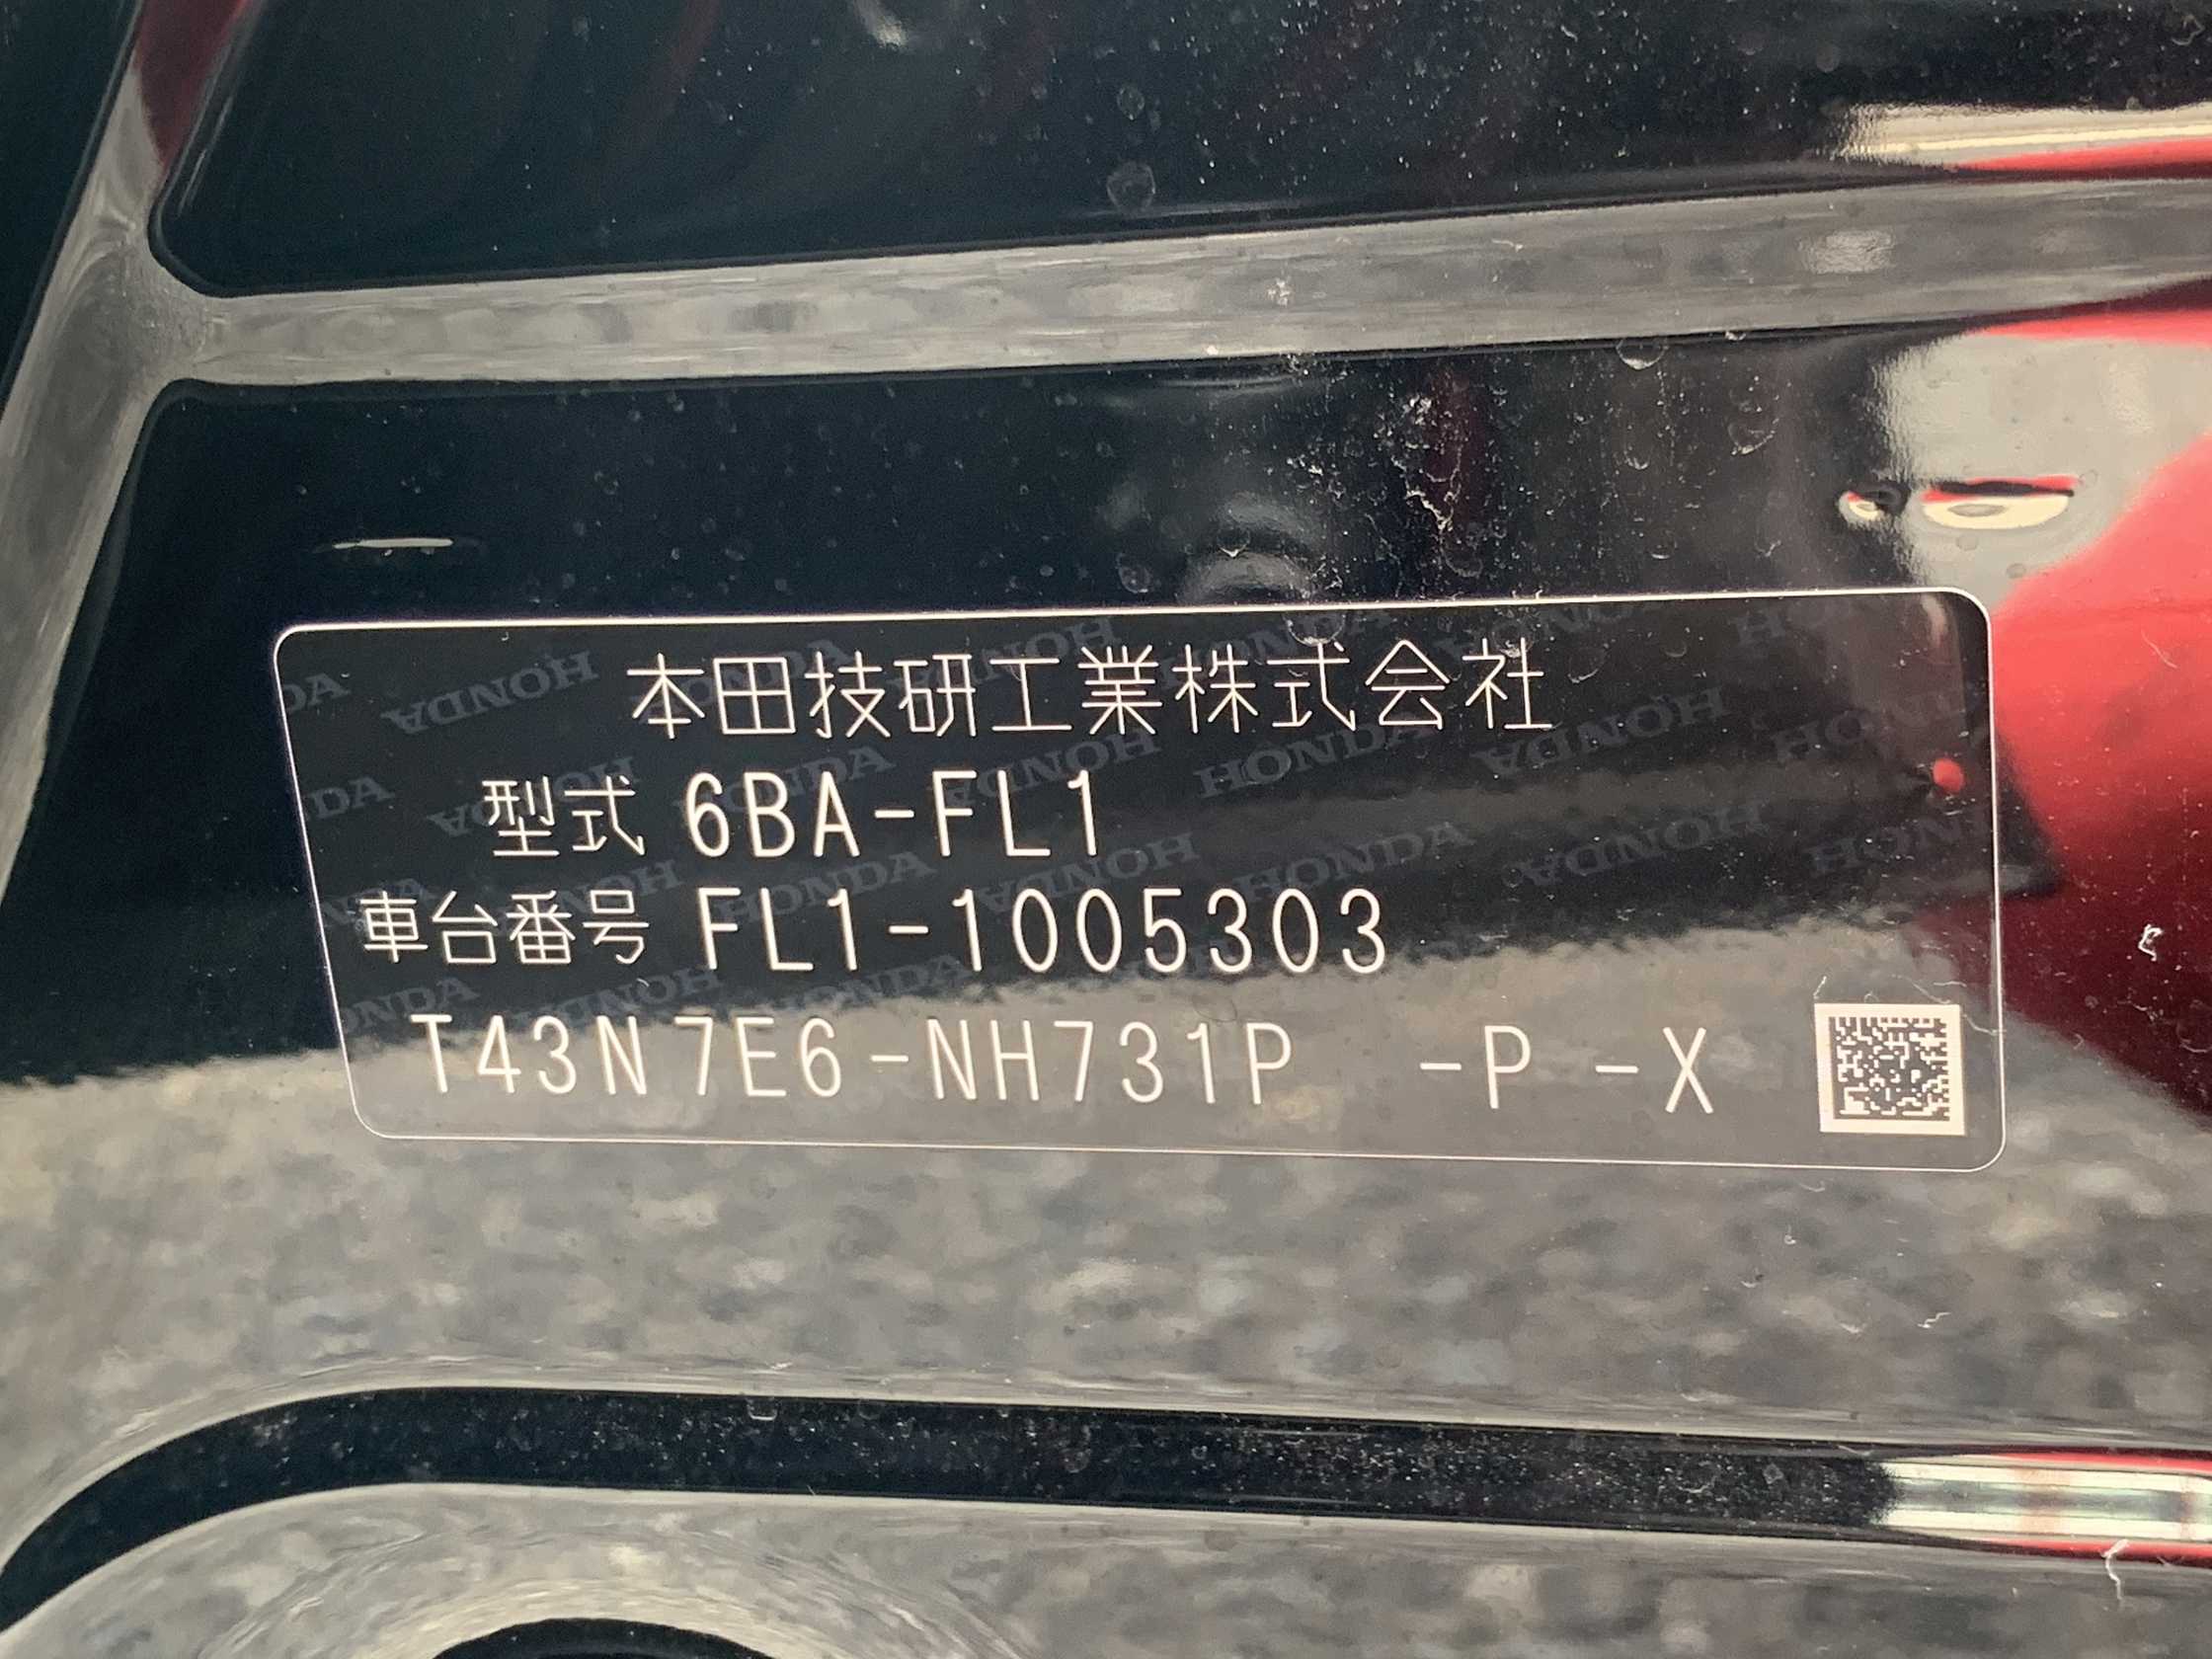 本田技研工業株式会社
型式 6BA-FL1
車台番号 FL1-1005303
T43N7E6-NH731P -P -X